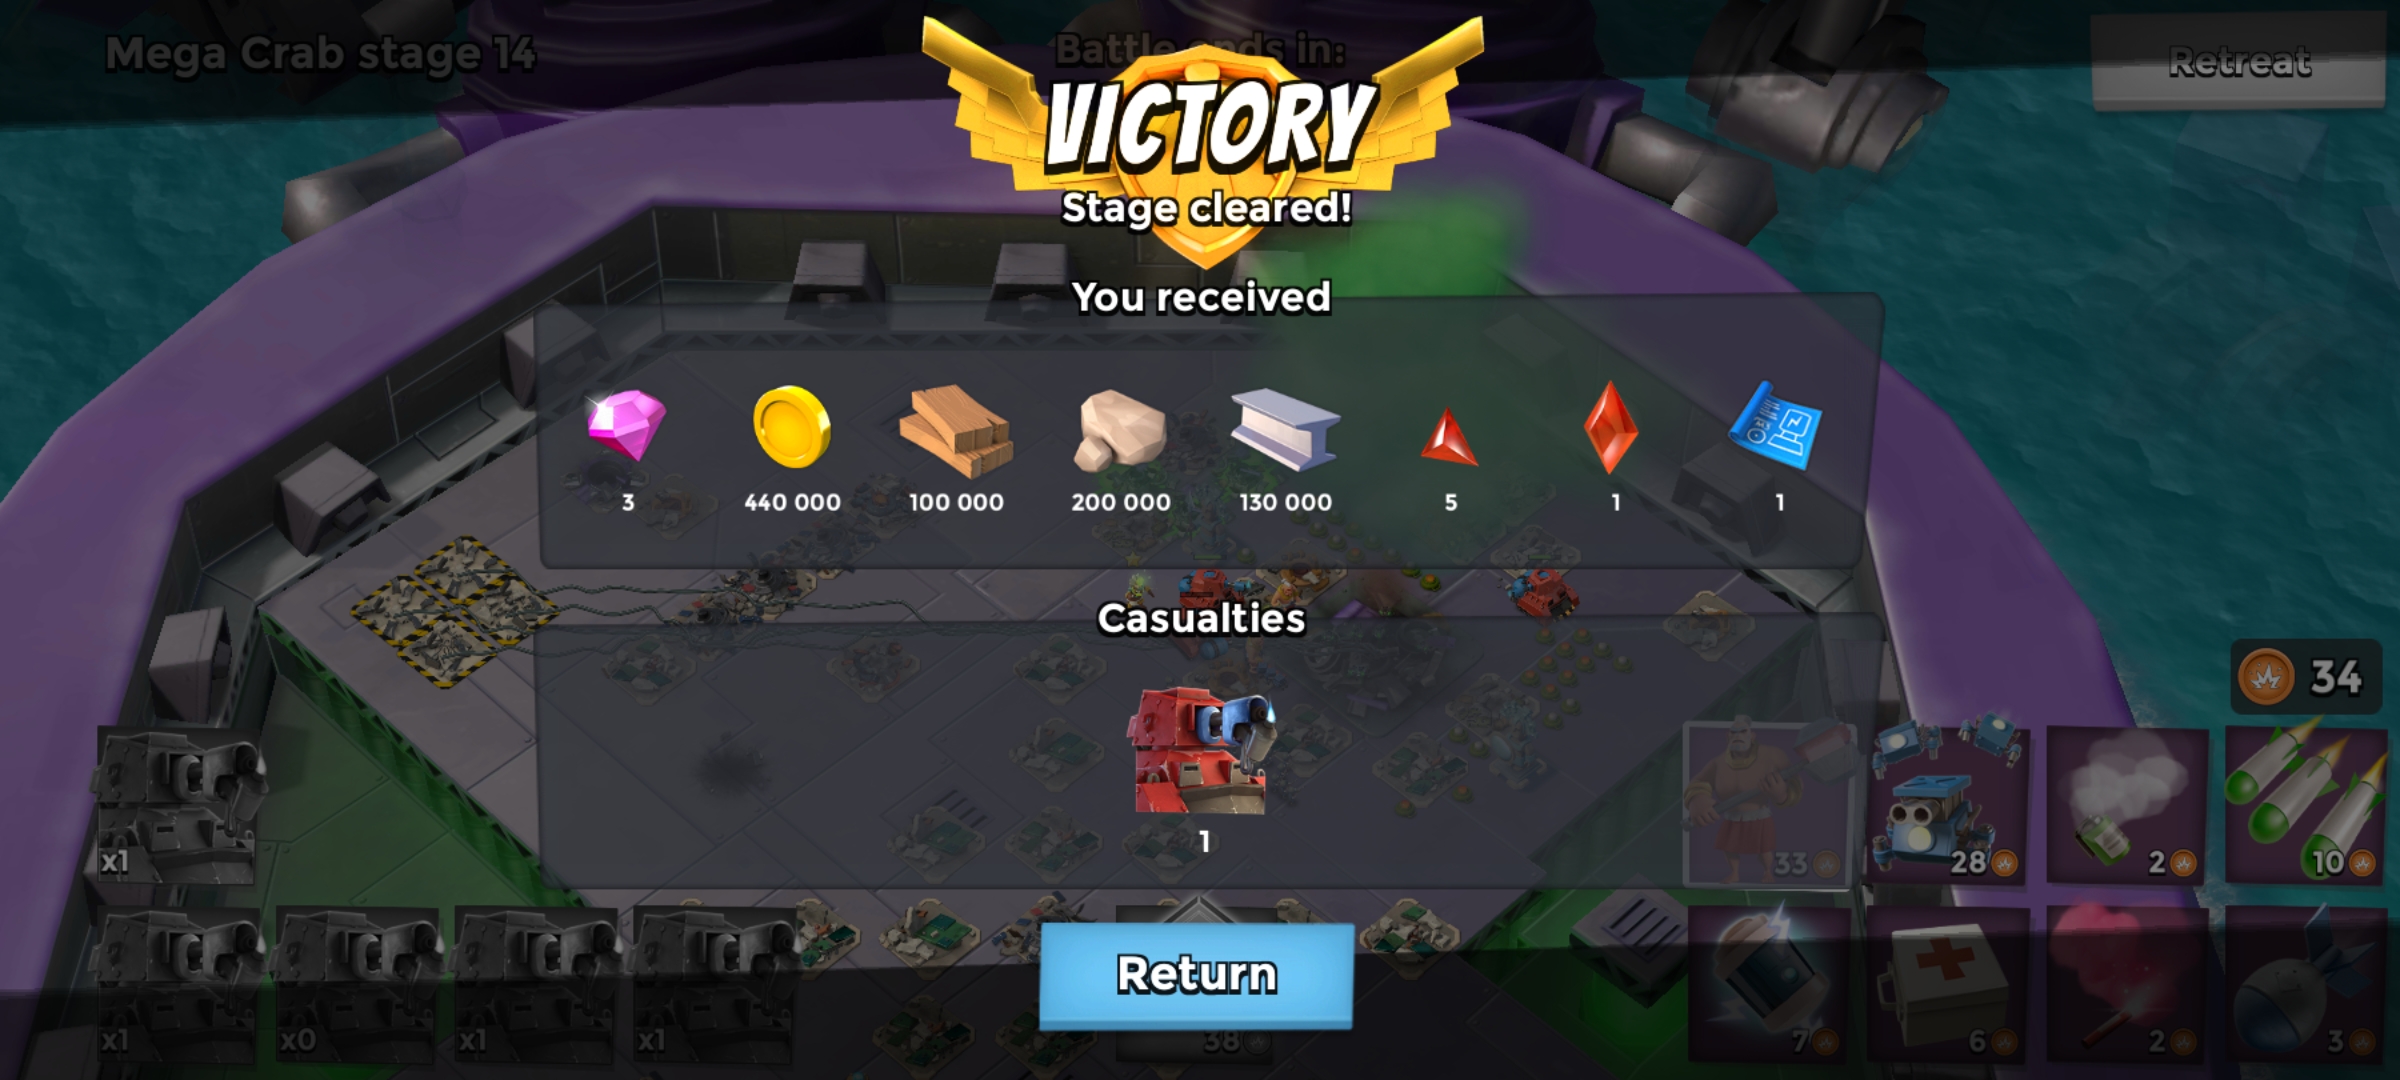 Mega Crab stage 14
Battle ends in:
Retreat
VICTORY
Stage cleared!
You received
3
440 000
100 000
200 000
130 000
5
1
1
Casualties
1
34
x1
33
28
2
10
x1
x0
x1
x1
Return
38
7
6
2
3